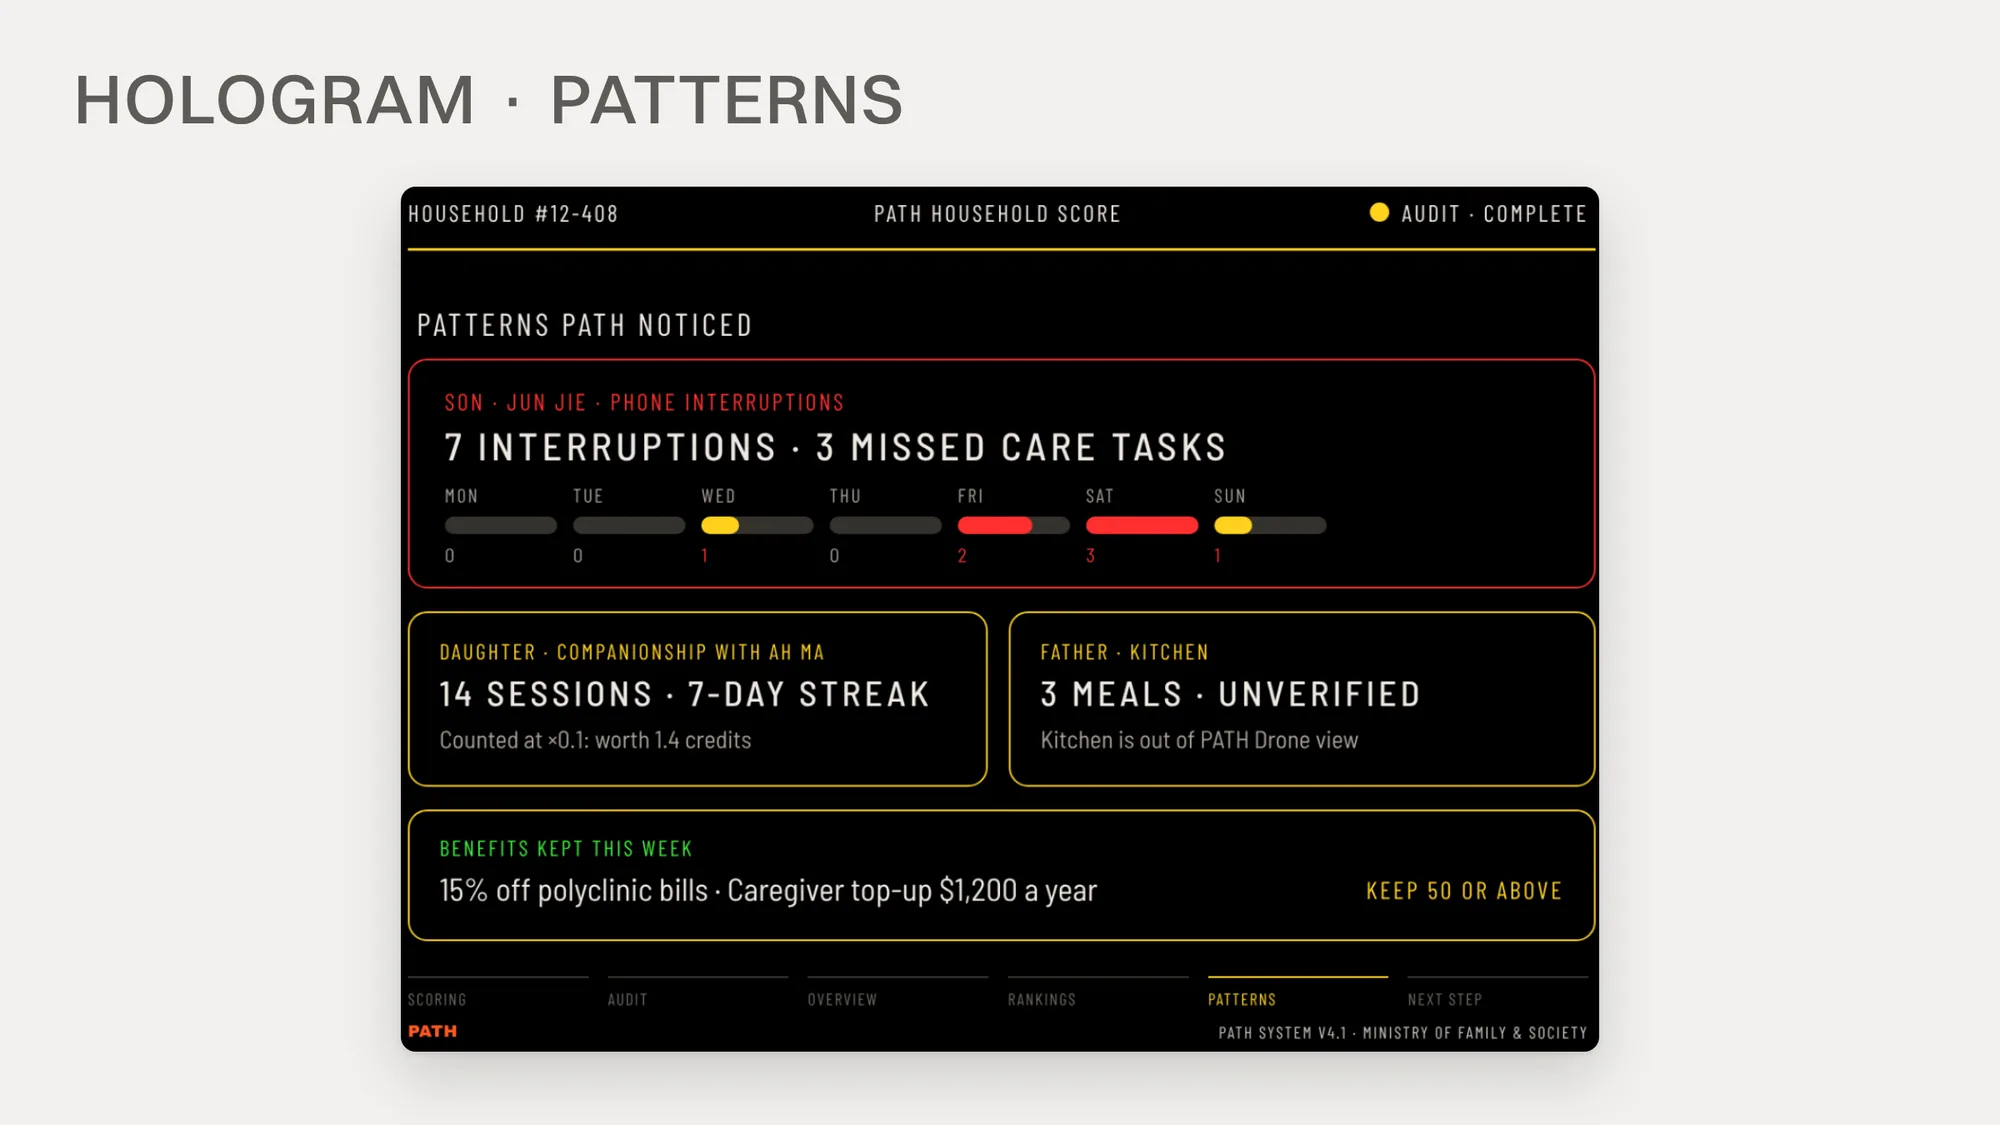 HOLOGRAM · PATTERNS
HOUSEHOLD #12-408
PATH HOUSEHOLD SCORE
AUDIT · COMPLETE
PATTERNS PATH NOTICED
SON · JUN JIE · PHONE INTERRUPTIONS
7 INTERRUPTIONS · 3 MISSED CARE TASKS
MON TUE WED THU FRI SAT SUN
0 0 1 0 2 3 1
DAUGHTER · COMPANIONSHIP WITH AH MA
14 SESSIONS · 7-DAY STREAK
Counted at ×0.1: worth 1.4 credits
FATHER · KITCHEN
3 MEALS · UNVERIFIED
Kitchen is out of PATH Drone view
BENEFITS KEPT THIS WEEK
15% off polyclinic bills · Caregiver top-up $1,200 a year
KEEP 50 OR ABOVE
SCORING AUDIT OVERVIEW RANKINGS PATTERNS NEXT STEP
PATH
PATH SYSTEM V4.1 · MINISTRY OF FAMILY & SOCIETY